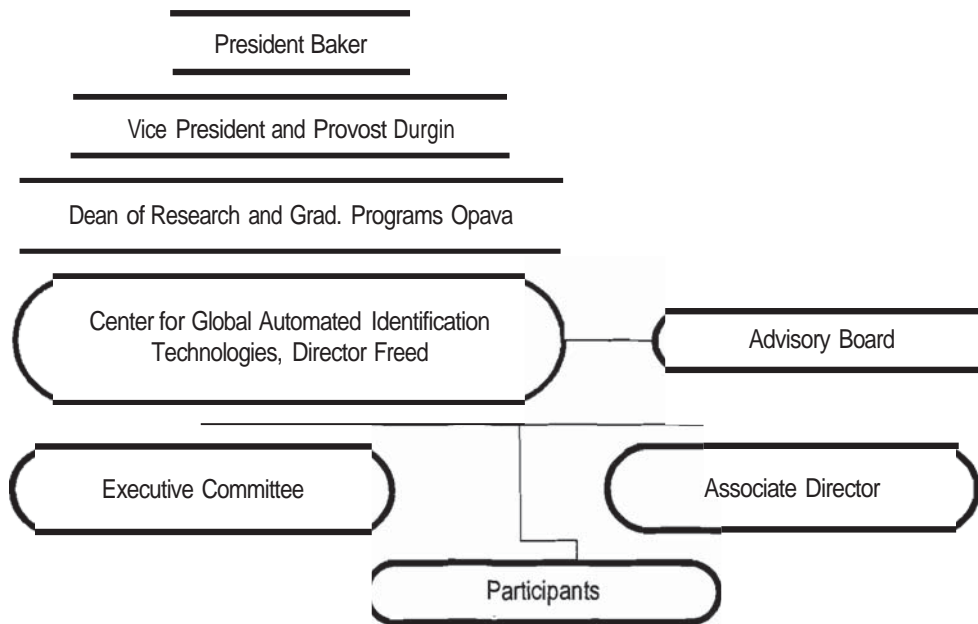 President Baker
Vice President and Provost Durgin
Dean of Research and Grad. Programs Opava
Center for Global Automated Identification
Technologies, Director Freed
Advisory Board
Executive Committee
Associate Director
Participants